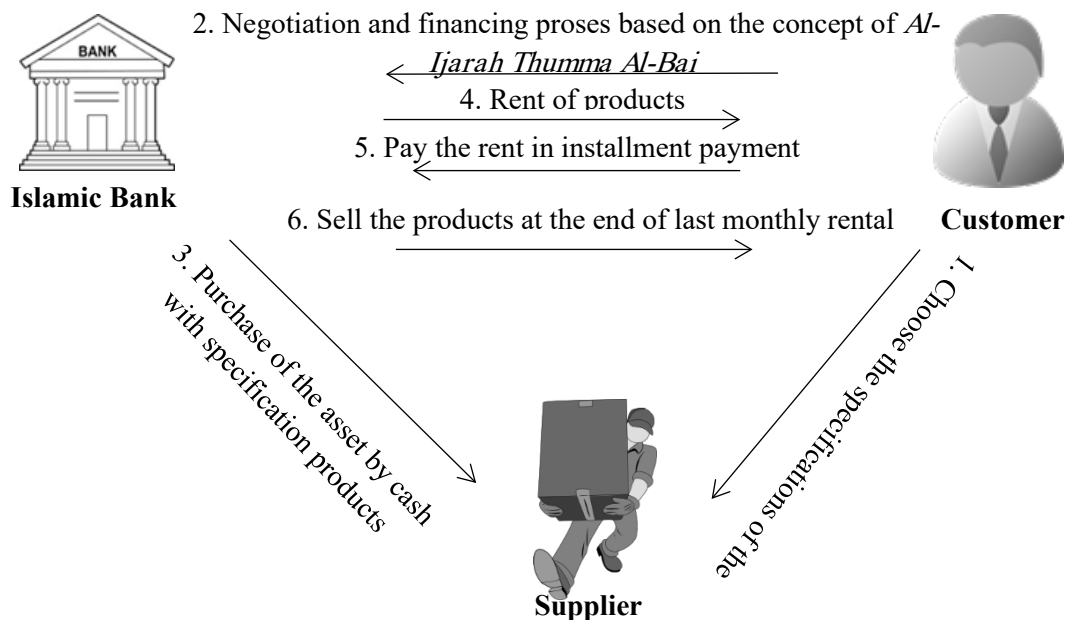 2. Negotiation and financing proses based on the concept of Al-
Ijarah Thumma Al-Bai
BANK
4. Rent of products
5. Pay the rent in installment payment
Islamic Bank
6. Sell the products at the end of last monthly rental
Customer
3. Purchase of the asset by cash
with specification products
1. Choose the specifications of the
Supplier